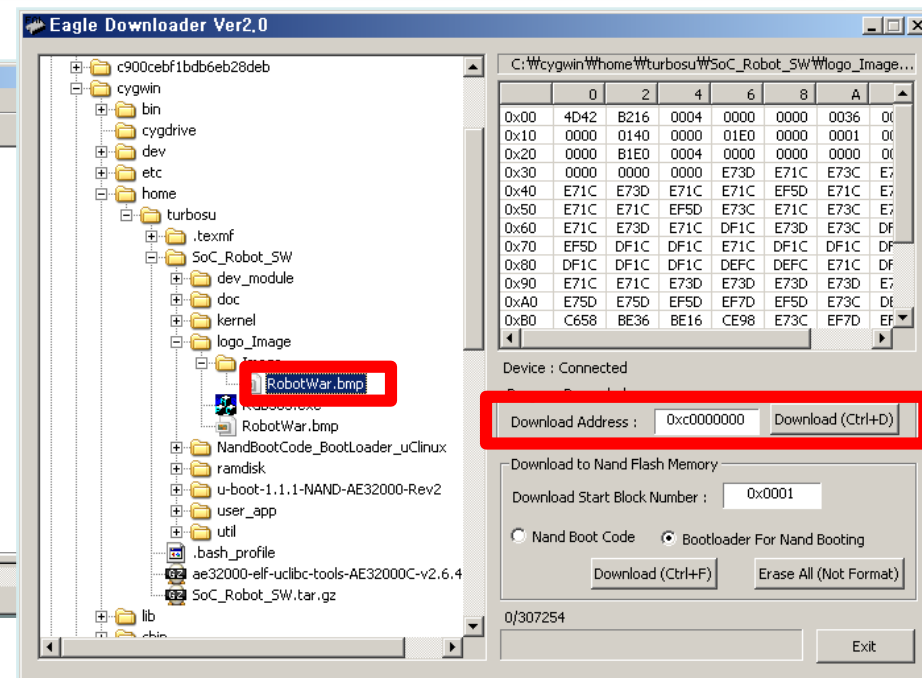 Eagle Downloader Ver2,0
c900cebf1bdb6eb28deb
cygwin
bin
cygdrive
dev
etc
home
turbosu
.texmf
SoC_Robot_SW
dev_module
doc
kernel
logo_Image
RobotWar.bmp
RobotWar.bmp
NandBootCode_BootLoader_uClinux
ramdisk
u-boot-1.1.1-NAND-AE32000-Rev2
user_app
util
.bash_profile
ae32000-elf-uclibc-tools-AE32000C-v2.6.4
SoC_Robot_SW.tar.gz
lib
C:₩cygwin₩home₩turbosu₩SoC_Robot_SW₩logo_Image...
0 2 4 6 8 A
0x00 4D42 B216 0004 0000 0000 0036
0x10 0000 0140 0000 01E0 0000 0001
0x20 0000 B1E0 0004 0000 0000 0000
0x30 0000 0000 0000 E73D E71C E73C
0x40 E71C E73D E71C E71C EF5D E71C
0x50 E71C E71C EF5D E73C E71C E73C
0x60 E71C E73D E71C DF1C E73D E73C
0x70 EF5D DF1C DF1C E71C DF1C DF1C
0x80 DF1C DF1C DF1C DEFC DEFC E71C
0x90 E71C E71C E73D E73D E73D E73D
0xA0 E75D E75D EF5D EF7D EF5D E73C
0xB0 C658 BE36 BE16 CE98 E73C EF7D
Device : Connected
Download Address : 0xc0000000 Download (Ctrl+D)
Download to Nand Flash Memory
Download Start Block Number : 0x0001
Nand Boot Code Bootloader For Nand Booting
Download (Ctrl+F) Erase All (Not Format)
0/307254
Exit